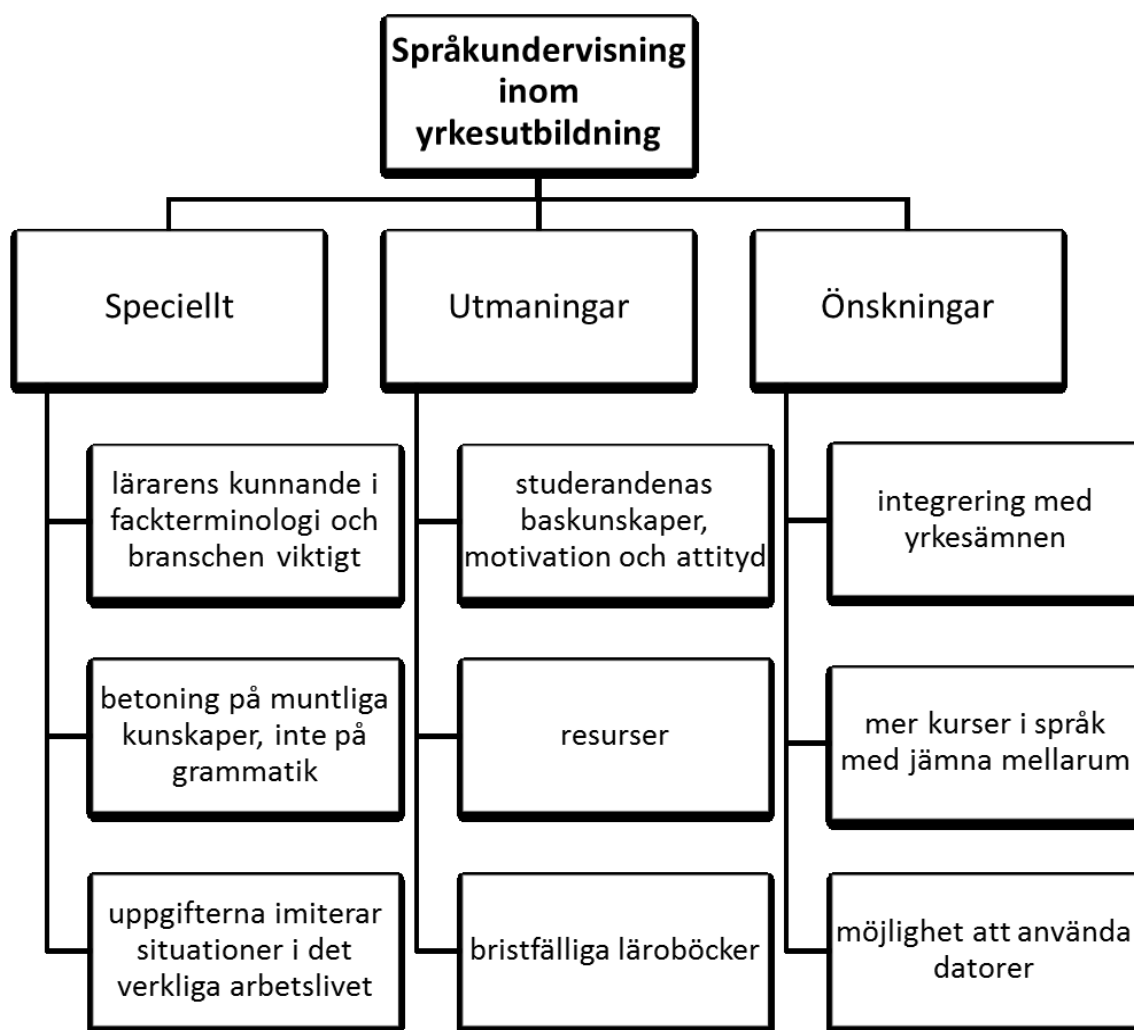 Språkundervisning
inom
yrkesutbildning
Speciellt
Utmaningar
Önskningar
lärarens kunnande i
fackterminologi och
branschen viktigt
betoning på muntliga
kunskaper, inte på
grammatik
uppgifterna imiterar
situationer i det
verkliga arbetslivet
studerandenas
baskunskaper,
motivation och attityd
resurser
bristfälliga läroböcker
integrering med
yrkesämnen
mer kurser i språk
med jämna mellarum
möjlighet att använda
datorer